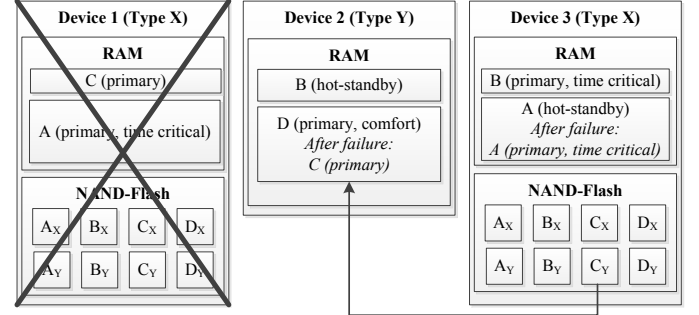 Device 1 (Type X)
RAM
C (primary)
A (primary, time critical)
NAND-Flash
AX BX CX DX
AY BY CY DY
Device 2 (Type Y)
RAM
B (hot-standby)
D (primary, comfort)
After failure:
C (primary)
Device 3 (Type X)
RAM
B (primary, time critical)
A (hot-standby)
After failure:
A (primary, time critical)
NAND-Flash
AX BX CX DX
AY BY CY DY